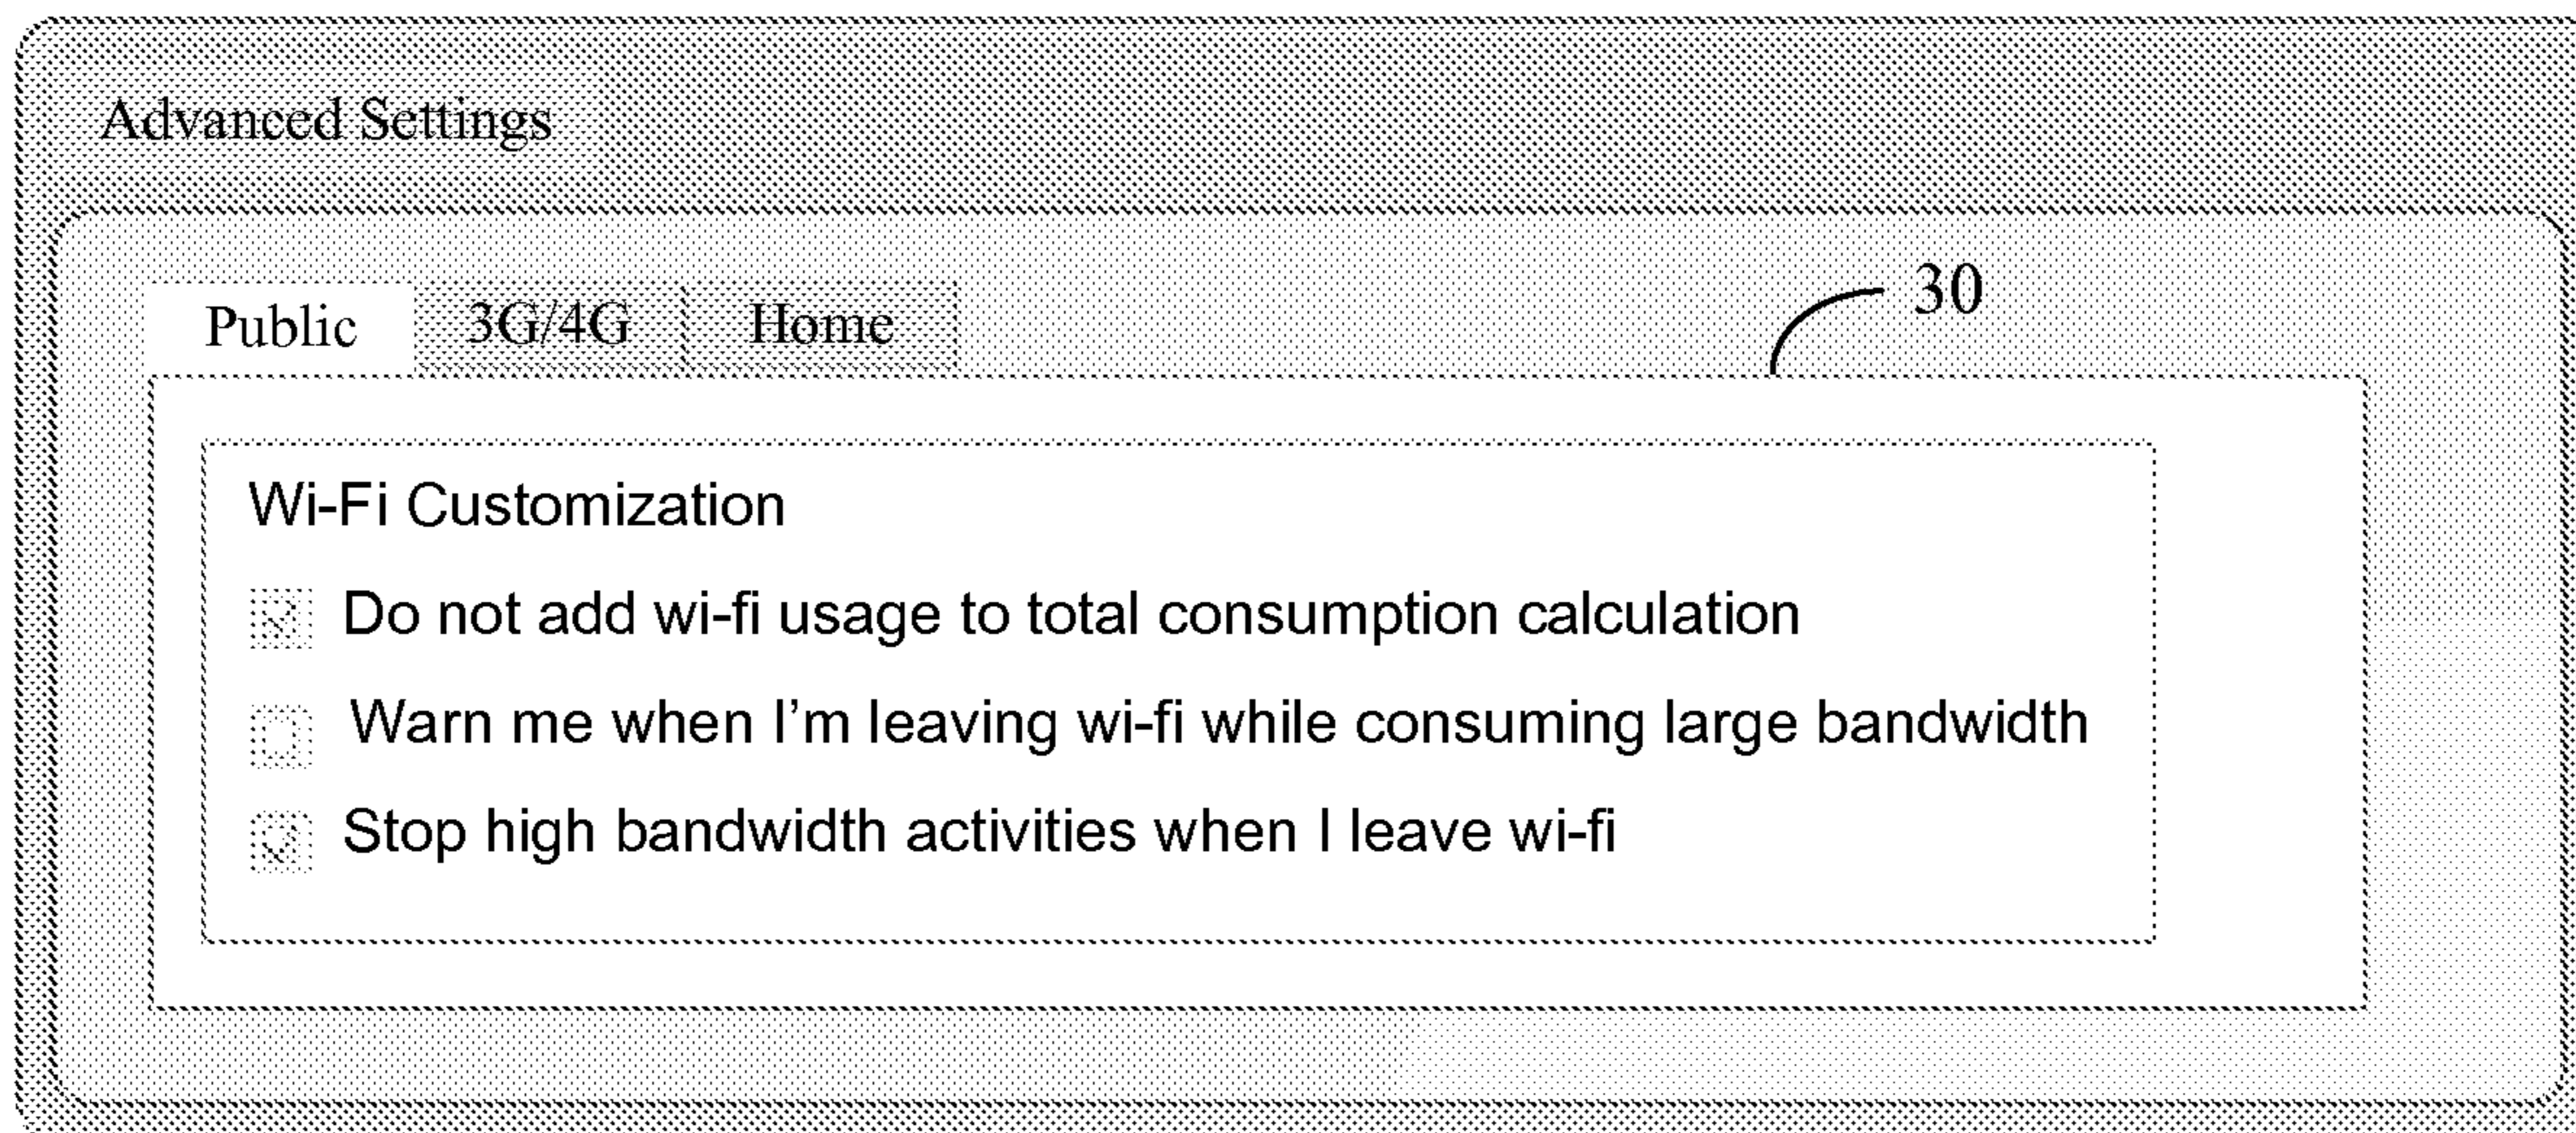 Advanced Settings
30
Public 3G/4G Home
Wi-Fi Customization
Do not add wi-fi usage to total consumption calculation
Warn me when I’m leaving wi-fi while consuming large bandwidth
Stop high bandwidth activities when I leave wi-fi